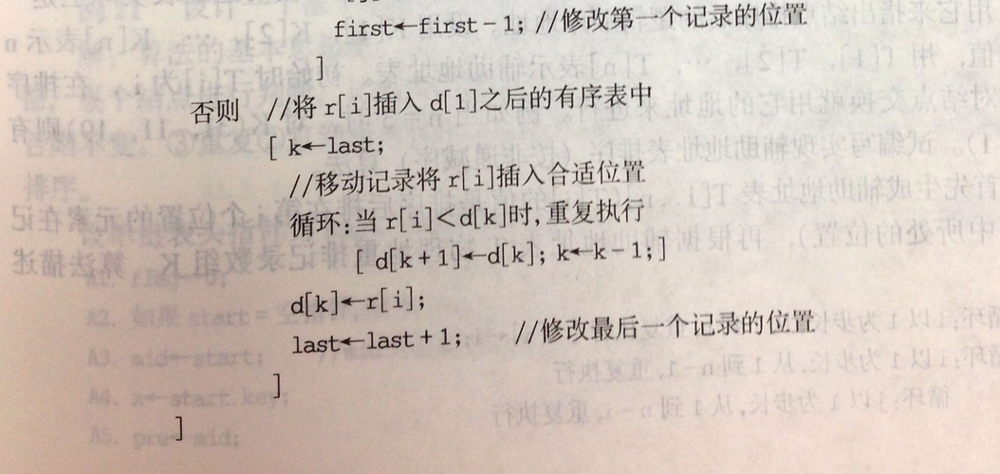 first←first-1; //修改第一个记录的位置
]
否则 //将 r[i]插入 d[1]之后的有序表中
[ k←last;
//移动记录将 r[i]插入合适位置
循环:当 r[i]<d[k]时,重复执行
[ d[k+1]←d[k]; k←k-1;]
d[k]←r[i];
last←last+1; //修改最后一个记录的位置
]
]